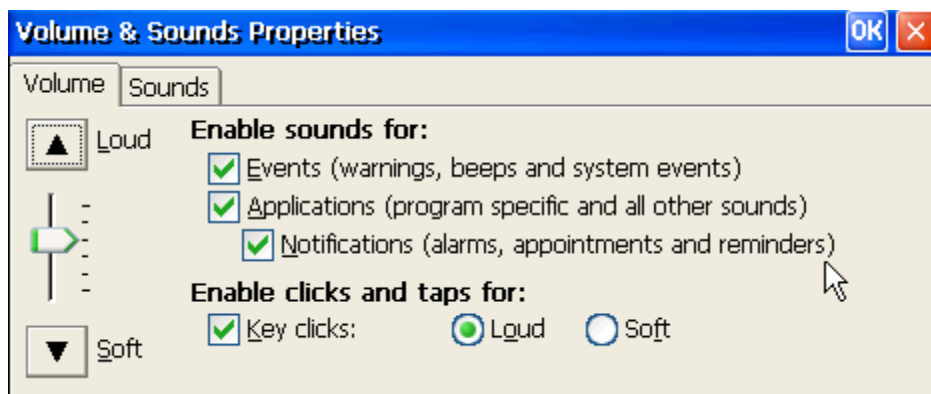 Volume & Sounds Properties OK
Volume Sounds
Loud
Enable sounds for:
Events (warnings, beeps and system events)
Applications (program specific and all other sounds)
Notifications (alarms, appointments and reminders)
Enable clicks and taps for:
Key clicks: Loud Soft
Soft